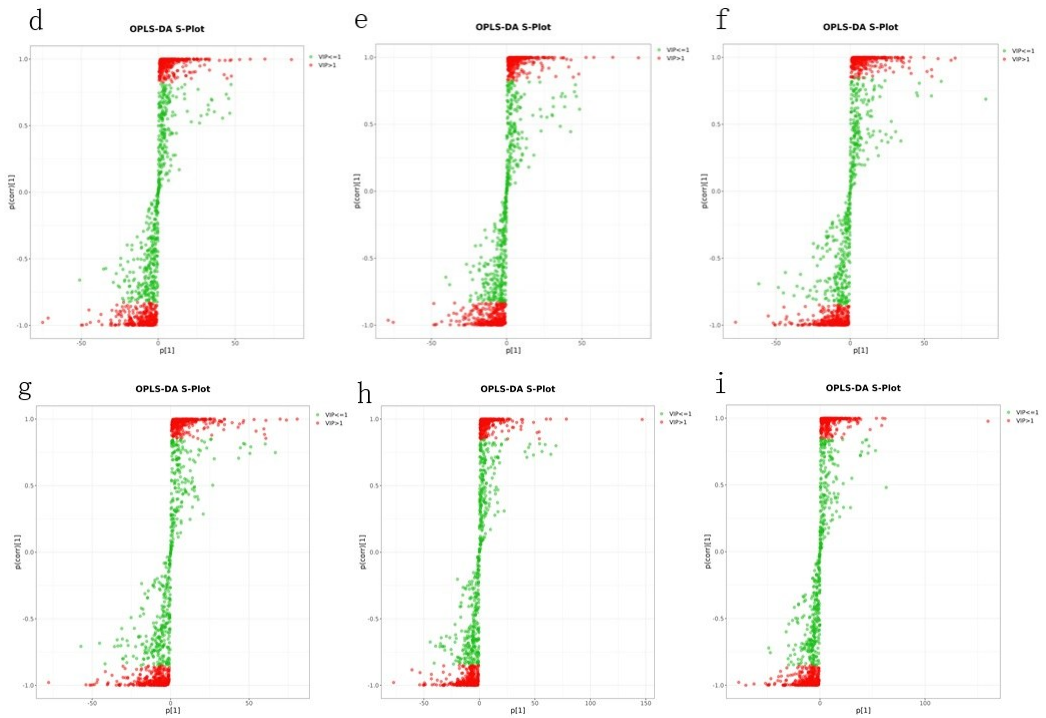 d
OPLS-DA S-Plot
VIP<=1
VIP>1
1.0
0.5
0.0
-0.5
-1.0
p(corr)[1]
-50 0 50
p[1]
e
OPLS-DA S-Plot
VIP<=1
VIP>1
1.0
0.5
0.0
-0.5
-1.0
p(corr)[1]
-50 0 50
p[1]
f
OPLS-DA S-Plot
VIP<=1
VIP>1
1.0
0.5
0.0
-0.5
-1.0
p(corr)[1]
-50 0 50
p[1]
g
OPLS-DA S-Plot
VIP<=1
VIP>1
1.0
0.5
0.0
-0.5
-1.0
p(corr)[1]
-50 0 50
p[1]
h
OPLS-DA S-Plot
VIP<=1
VIP>1
1.0
0.5
0.0
-0.5
-1.0
p(corr)[1]
-50 0 50 100 150
p[1]
i
OPLS-DA S-Plot
VIP<=1
VIP>1
1.0
0.5
0.0
-0.5
-1.0
p(corr)[1]
0 100
p[1]